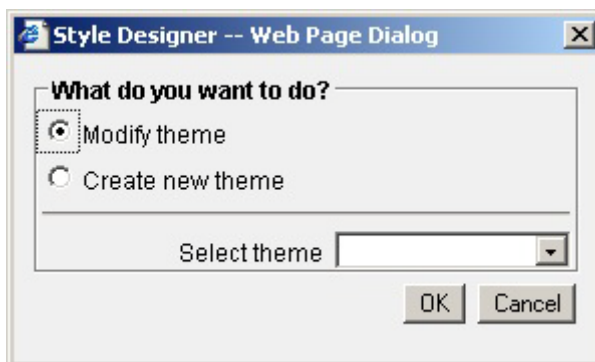 Style Designer -- Web Page Dialog
What do you want to do?
Modify theme
Create new theme
Select theme
OK Cancel